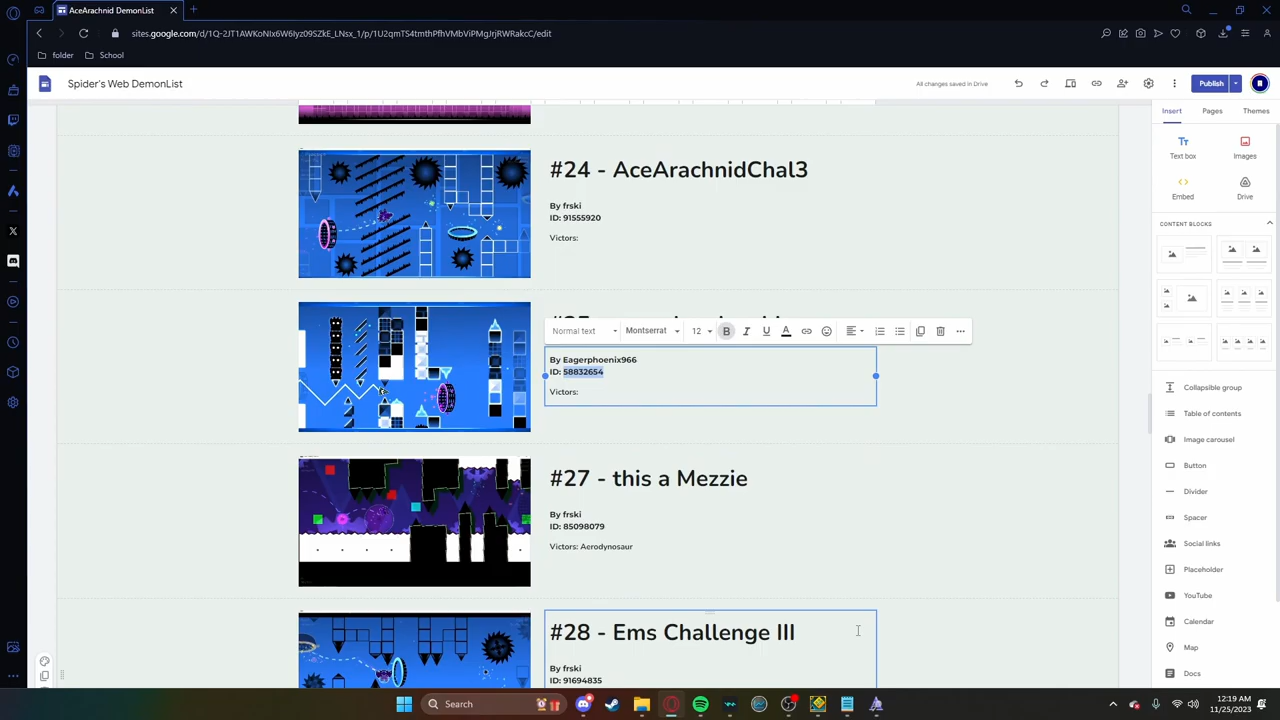 AceArachnid DemonList
sites.google.com/d/1Q-2JT1AWKoNIx6W6Iyz09SZkE_LNsx_1/p/1U2qmTS4tmthPfhVMbViPMgJrjRWRakcC/edit
folder
School
Spider's Web DemonList
All changes saved in Drive
Publish
Insert
Pages
Themes
Text box
Images
Embed
Drive
CONTENT BLOCKS
#24 - AceArachnidChal3
By frski
ID: 91555920
Victors:
Normal text
Montserrat
12
B
I
U
A
By Eagerphoenix966
ID: 58832654
Victors:
#27 - this a Mezzie
By frski
ID: 85098079
Victors: Aerodynosaur
#28 - Ems Challenge III
By frski
ID: 91694835
Collapsible group
Table of contents
Image carousel
Button
Divider
Spacer
Social links
Placeholder
YouTube
Calendar
Map
Docs
Search
12:19 AM
11/25/2023